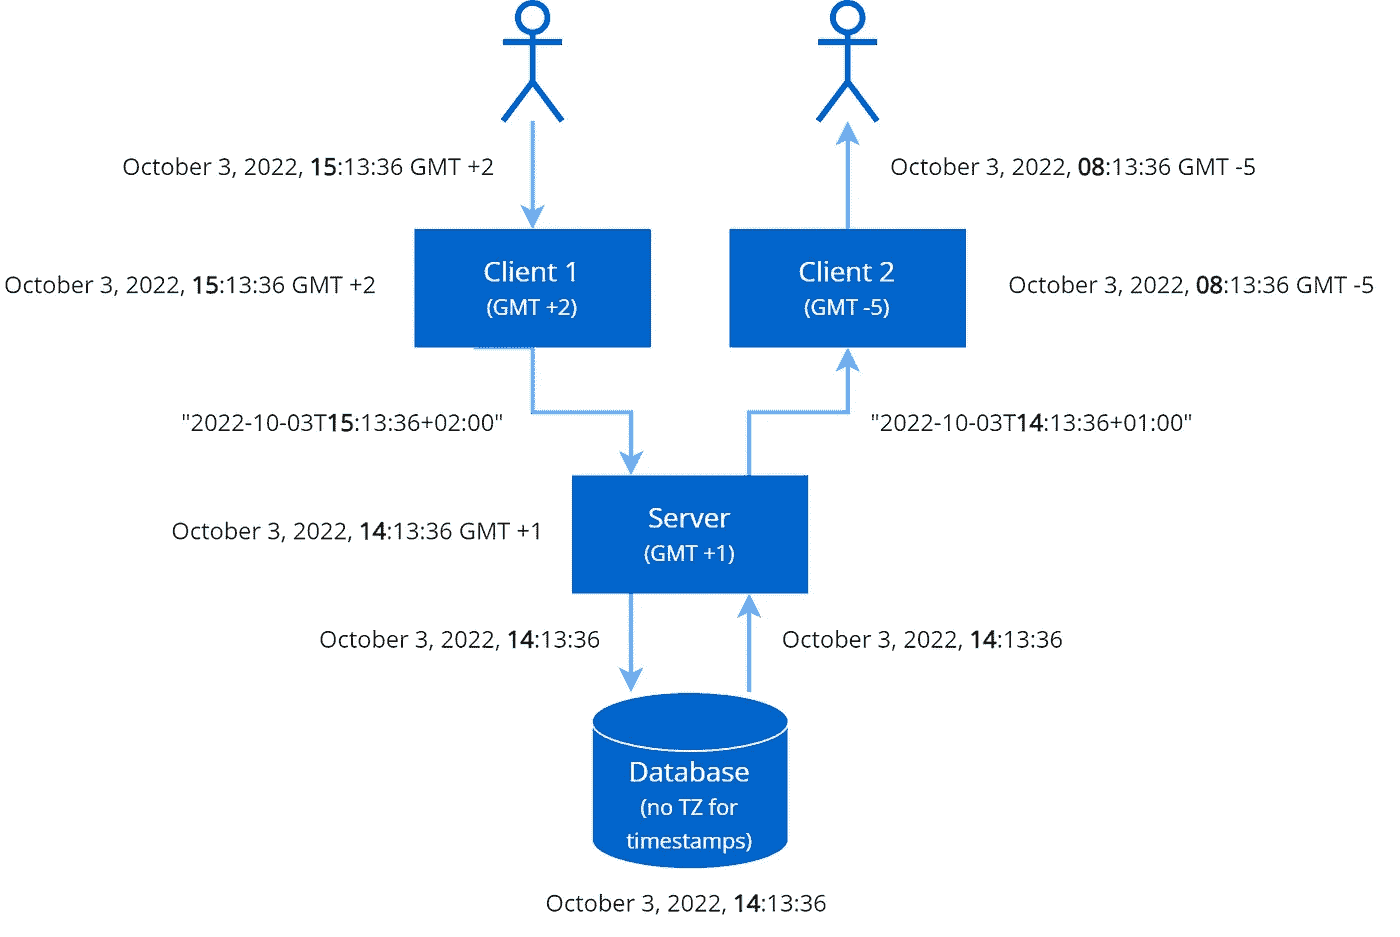 October 3, 2022, 15:13:36 GMT +2
October 3, 2022, 08:13:36 GMT -5
October 3, 2022, 15:13:36 GMT +2
Client 1
(GMT +2)
Client 2
(GMT -5)
October 3, 2022, 08:13:36 GMT -5
"2022-10-03T15:13:36+02:00"
"2022-10-03T14:13:36+01:00"
October 3, 2022, 14:13:36 GMT +1
Server
(GMT +1)
October 3, 2022, 14:13:36
October 3, 2022, 14:13:36
Database
(no TZ for
timestamps)
October 3, 2022, 14:13:36